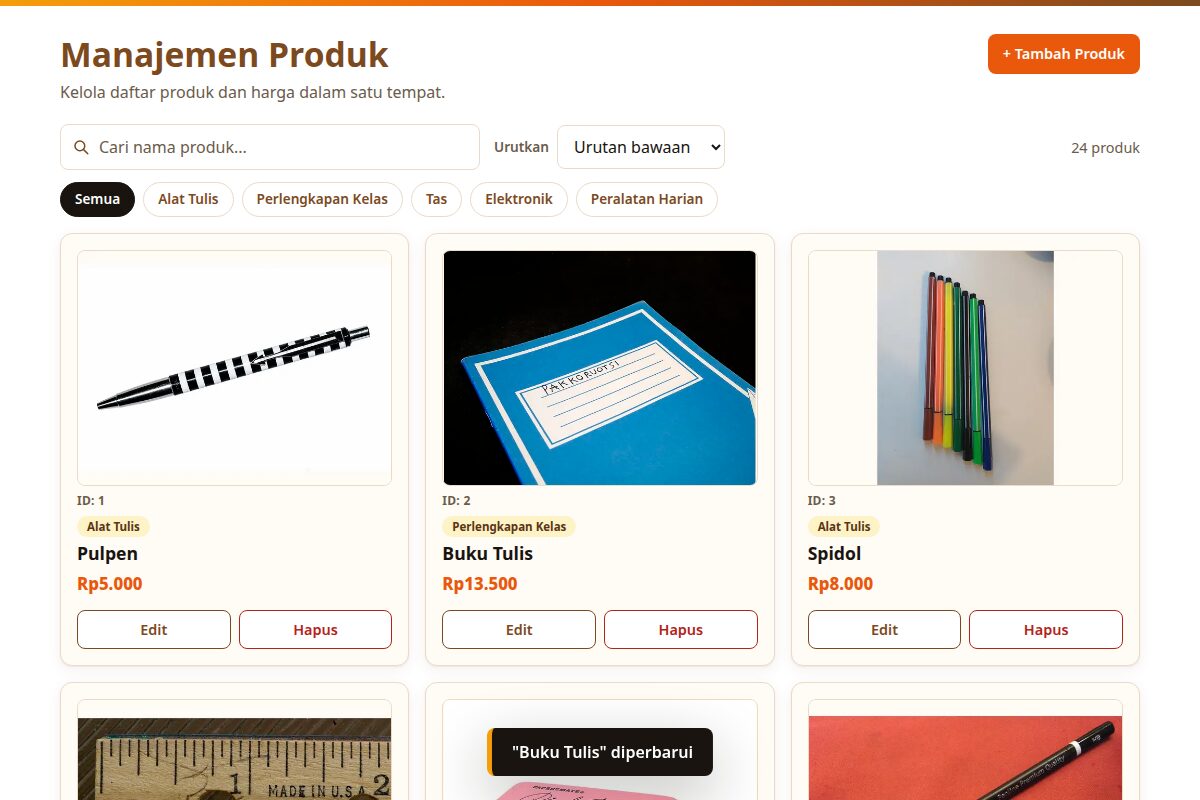 Manajemen Produk
+ Tambah Produk
Kelola daftar produk dan harga dalam satu tempat.
Cari nama produk...
Urutkan
Urutan bawaan
24 produk
Semua
Alat Tulis
Perlengkapan Kelas
Tas
Elektronik
Peralatan Harian
PAKKORUOTSI
ID: 1
Alat Tulis
Pulpen
Rp5.000
Edit
Hapus
ID: 2
Perlengkapan Kelas
Buku Tulis
Rp13.500
Edit
Hapus
ID: 3
Alat Tulis
Spidol
Rp8.000
Edit
Hapus
1
2
MADE IN U.S.A
"Buku Tulis" diperbarui